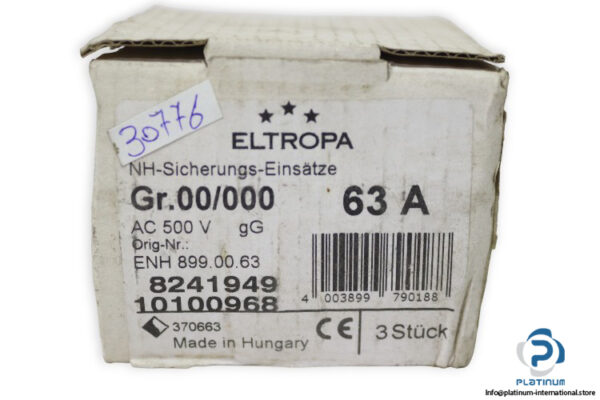 30776
ELTROPA
NH-Sicherungs-Einsätze
Gr.00/000 63 A
AC 500 V gG
Orig-Nr.:
ENH 899.00.63
8241949
10100968
4 003899 790188
370663
Made in Hungary
CE
3 Stück
PLATINUM
Info@platinum-international.store